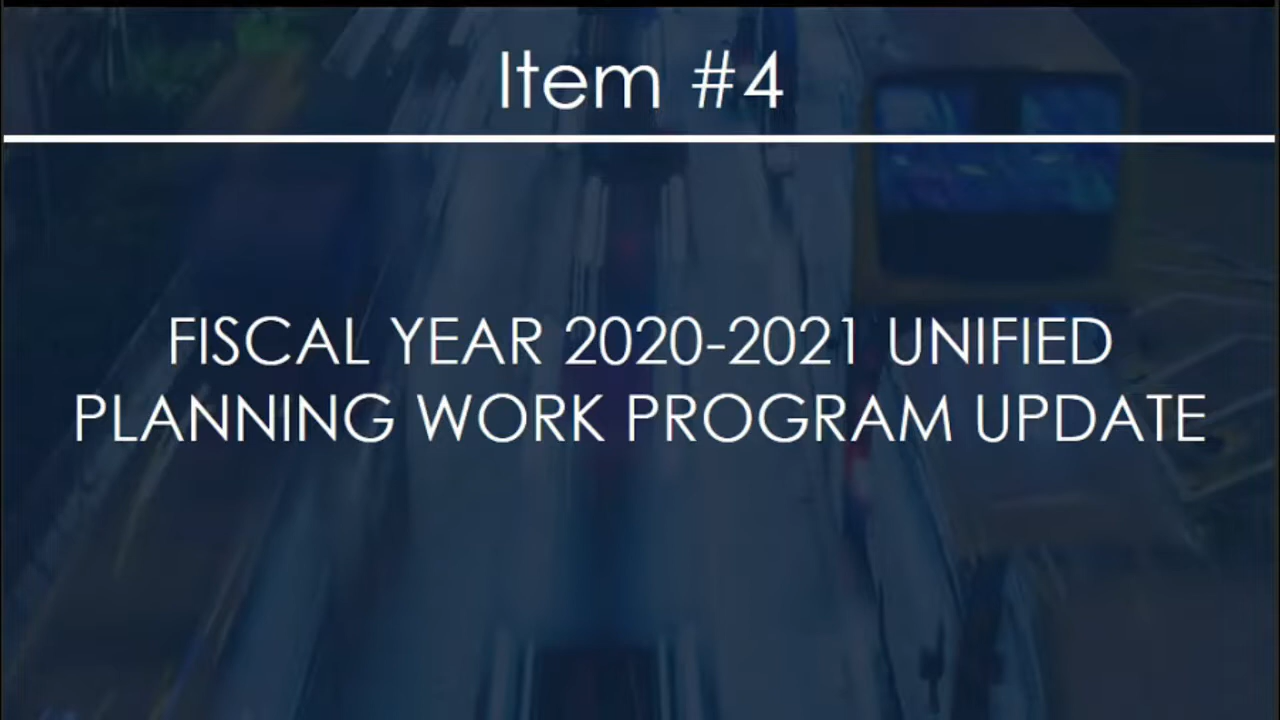 Item #4
FISCAL YEAR 2020-2021 UNIFIED
PLANNING WORK PROGRAM UPDATE